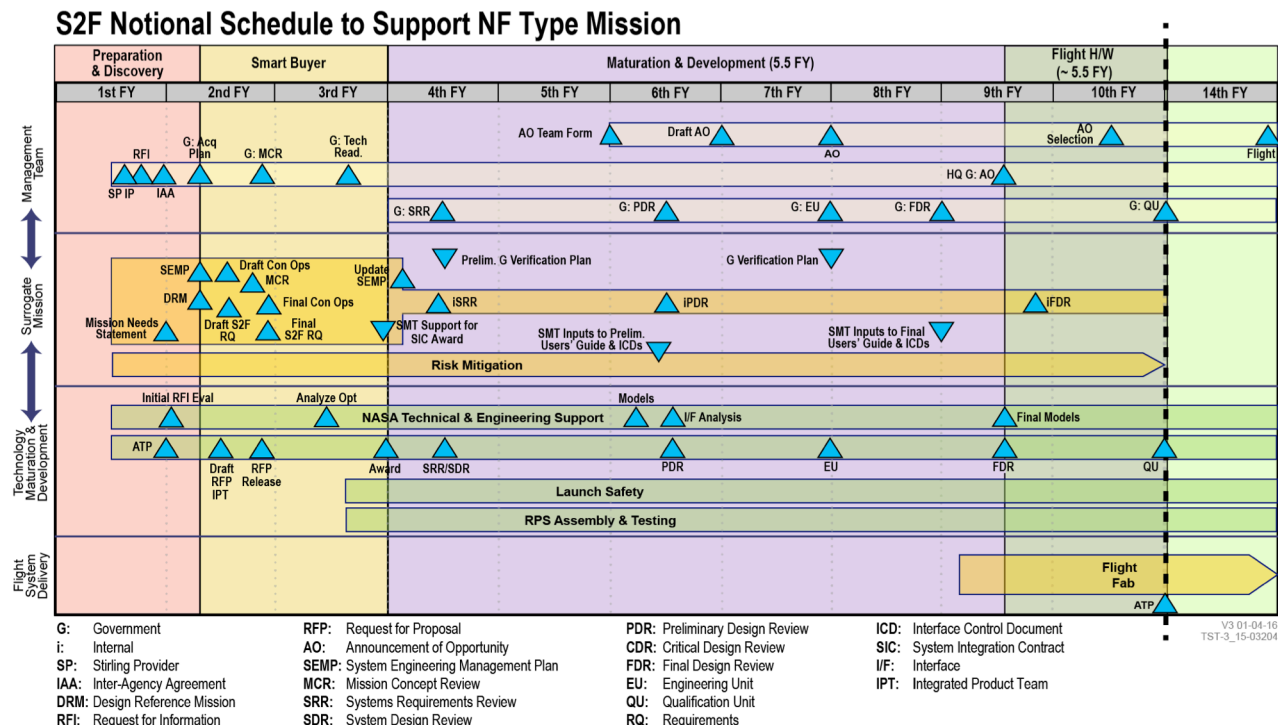 S2F Notional Schedule to Support NF Type Mission
Preparation
& Discovery
Smart Buyer
Maturation & Development (5.5 FY)
Flight H/W
(~ 5.5 FY)
1st FY
2nd FY
3rd FY
4th FY
5th FY
6th FY
7th FY
8th FY
9th FY
10th FY
14th FY
Management
Team
AO Team Form
Draft AO
AO
AO
Selection
Flight
RFI
SP IP
IAA
G: Acq
Plan
G: MCR
G: Tech
Read.
HQ G: AO
G: SRR
G: PDR
G: EU
G: FDR
G: QU
Surrogate
Mission
SEMP
Draft Con Ops
MCR
Update
SEMP
Prelim. G Verification Plan
G Verification Plan
DRM
Final Con Ops
iSRR
iPDR
iFDR
Mission Needs
Statement
Draft S2F
RQ
Final
S2F RQ
SMT Support for
SIC Award
SMT Inputs to Prelim.
Users' Guide & ICDs
SMT Inputs to Final
Users' Guide & ICDs
Risk Mitigation
Technology
Maturation &
Development
Initial RFI Eval
Analyze Opt
NASA Technical & Engineering Support
Models
I/F Analysis
Final Models
ATP
Draft
RFP
IPT
RFP
Release
Award
SRR/SDR
PDR
EU
FDR
QU
Launch Safety
RPS Assembly & Testing
Flight
System
Delivery
Flight
Fab
ATP
V3 01-04-16
TST-3_15-03204
G: Government
i: Internal
SP: Stirling Provider
IAA: Inter-Agency Agreement
DRM: Design Reference Mission
RFI: Request for Information
RFP: Request for Proposal
AO: Announcement of Opportunity
SEMP: System Engineering Management Plan
MCR: Mission Concept Review
SRR: Systems Requirements Review
SDR: System Design Review
PDR: Preliminary Design Review
CDR: Critical Design Review
FDR: Final Design Review
EU: Engineering Unit
QU: Qualification Unit
RQ: Requirements
ICD: Interface Control Document
SIC: System Integration Contract
I/F: Interface
IPT: Integrated Product Team